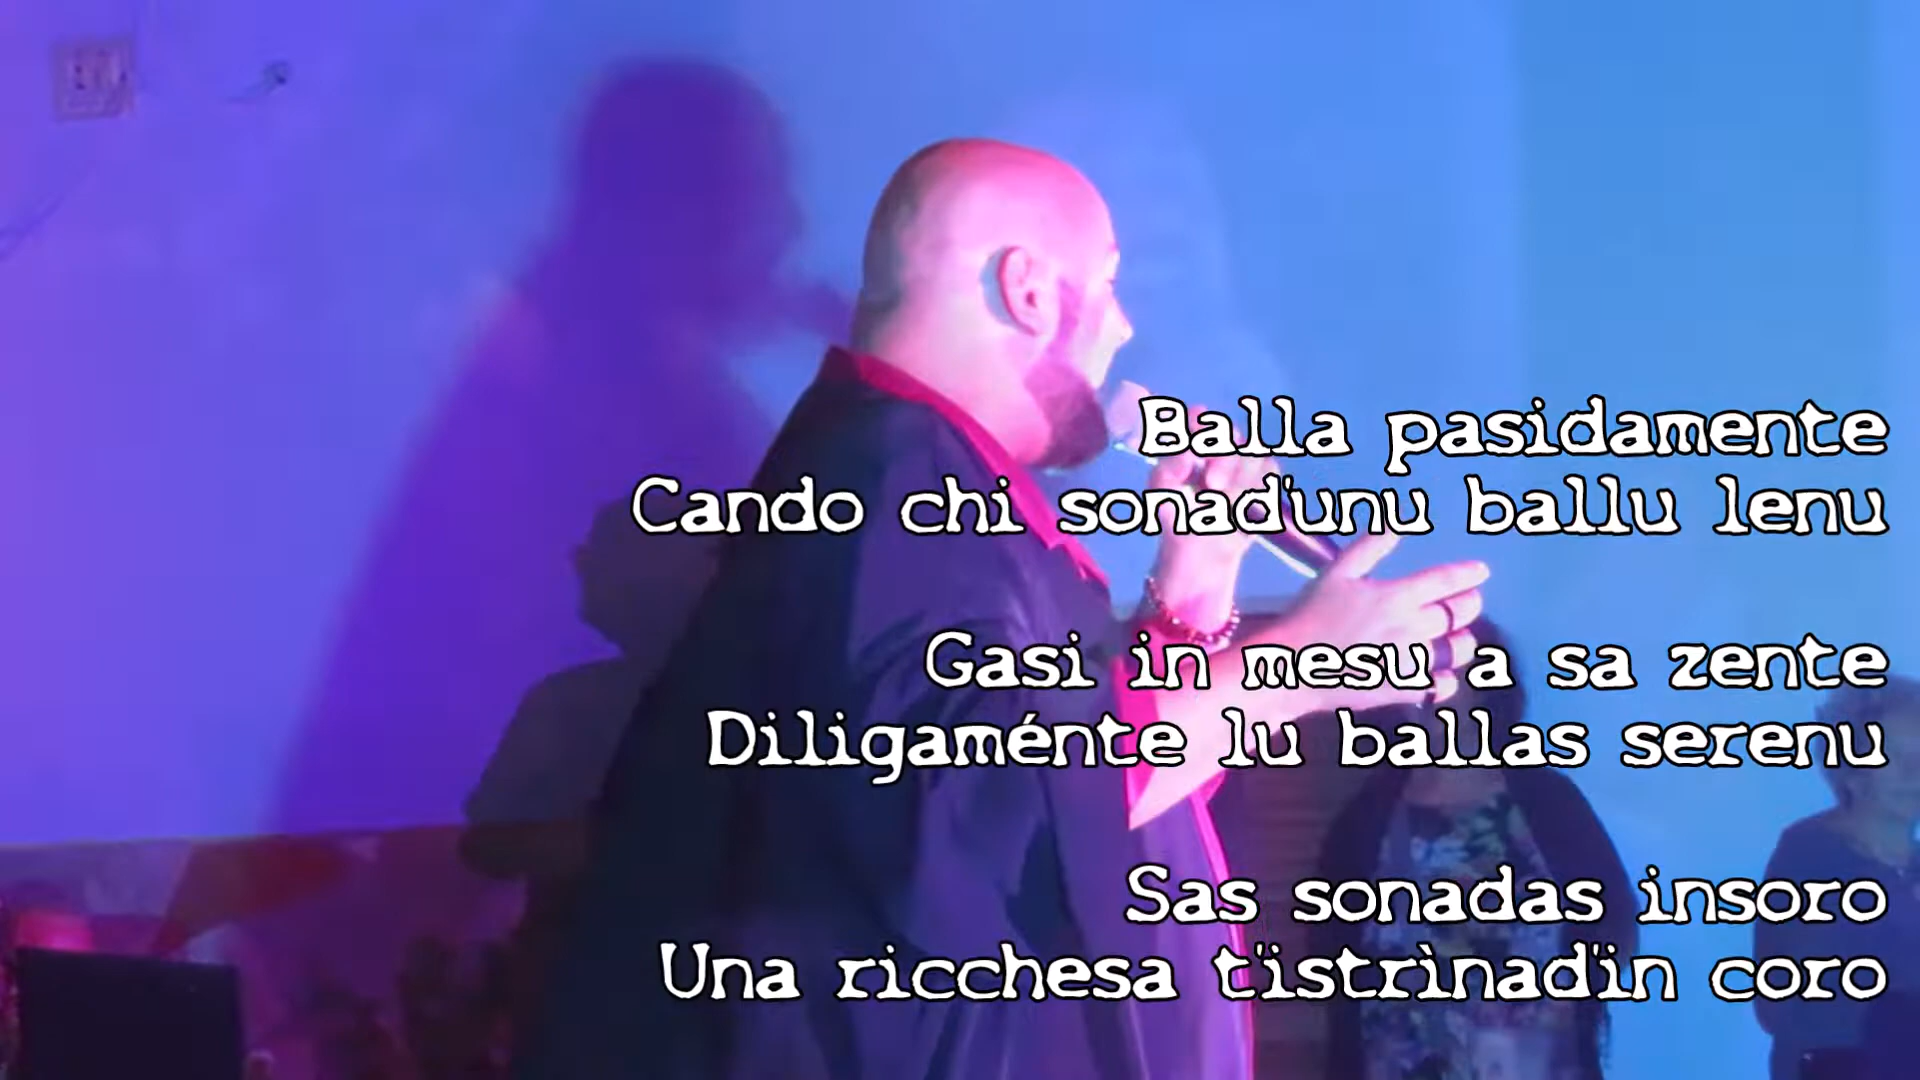 Balla pasidamente
Cando chi sonad'unu ballu lenu
Gasi in mesu a sa zente
Diligaménte lu ballas serenu
Sas sonadas insoro
Una ricchesa t'istrìnad'in coro